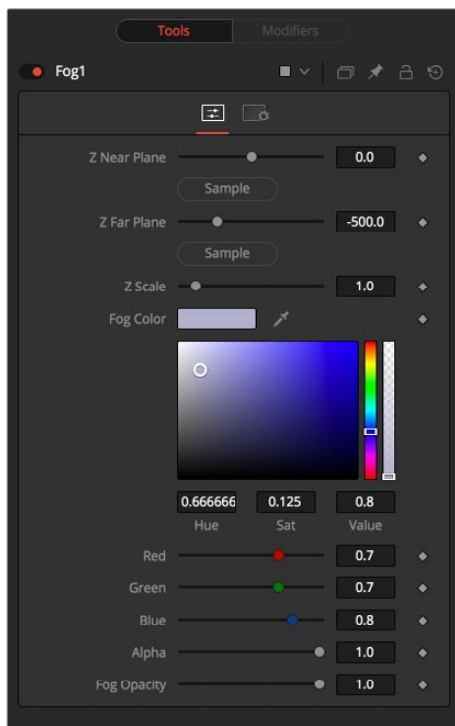 Tools Modifiers
Fog1
Z Near Plane 0.0
Sample
Z Far Plane -500.0
Sample
Z Scale 1.0
Fog Color
0.666666 0.125 0.8
Hue Sat Value
Red 0.7
Green 0.7
Blue 0.8
Alpha 1.0
Fog Opacity 1.0